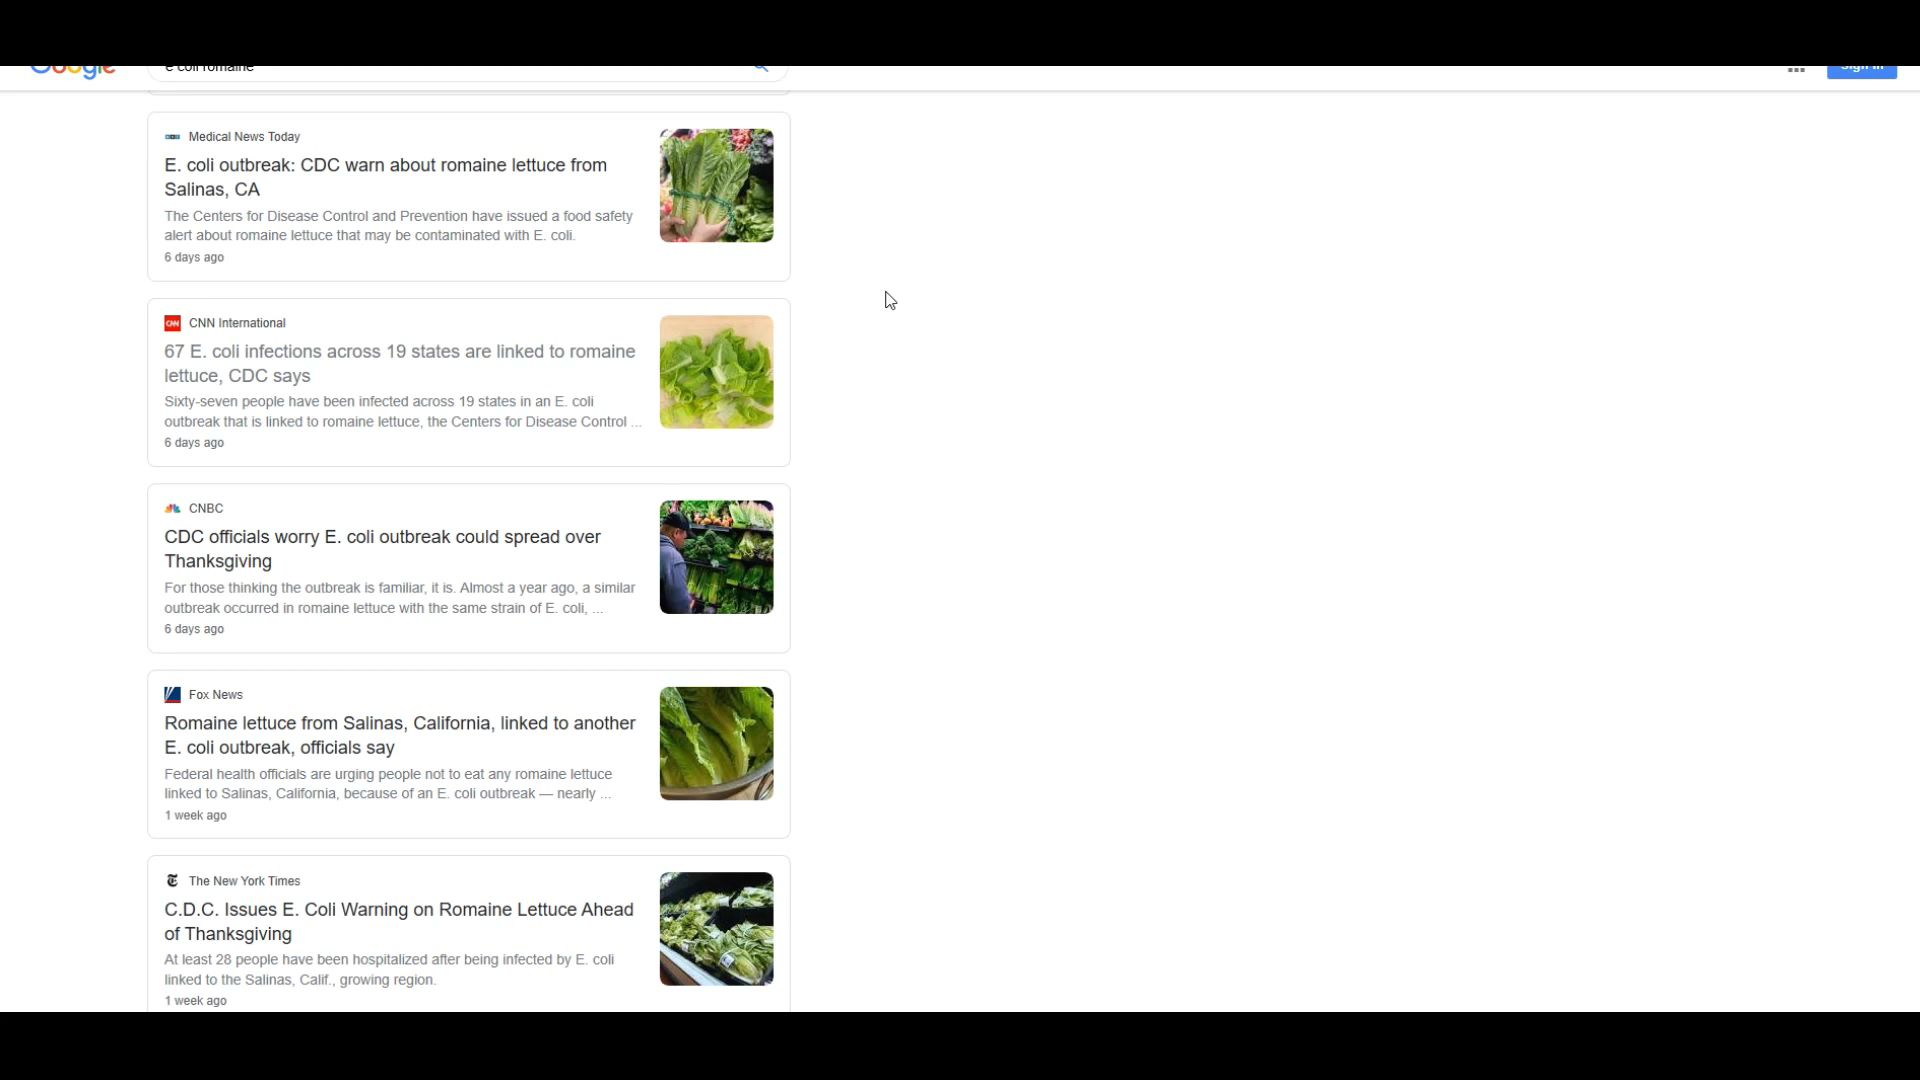 Google
e coli romaine
Sign in
Medical News Today
E. coli outbreak: CDC warn about romaine lettuce from
Salinas, CA
The Centers for Disease Control and Prevention have issued a food safety
alert about romaine lettuce that may be contaminated with E. coli.
6 days ago
CNN International
67 E. coli infections across 19 states are linked to romaine
lettuce, CDC says
Sixty-seven people have been infected across 19 states in an E. coli
outbreak that is linked to romaine lettuce, the Centers for Disease Control ...
6 days ago
CNBC
CDC officials worry E. coli outbreak could spread over
Thanksgiving
For those thinking the outbreak is familiar, it is. Almost a year ago, a similar
outbreak occurred in romaine lettuce with the same strain of E. coli, ...
6 days ago
Fox News
Romaine lettuce from Salinas, California, linked to another
E. coli outbreak, officials say
Federal health officials are urging people not to eat any romaine lettuce
linked to Salinas, California, because of an E. coli outbreak — nearly ...
1 week ago
The New York Times
C.D.C. Issues E. Coli Warning on Romaine Lettuce Ahead
of Thanksgiving
At least 28 people have been hospitalized after being infected by E. coli
linked to the Salinas, Calif., growing region.
1 week ago